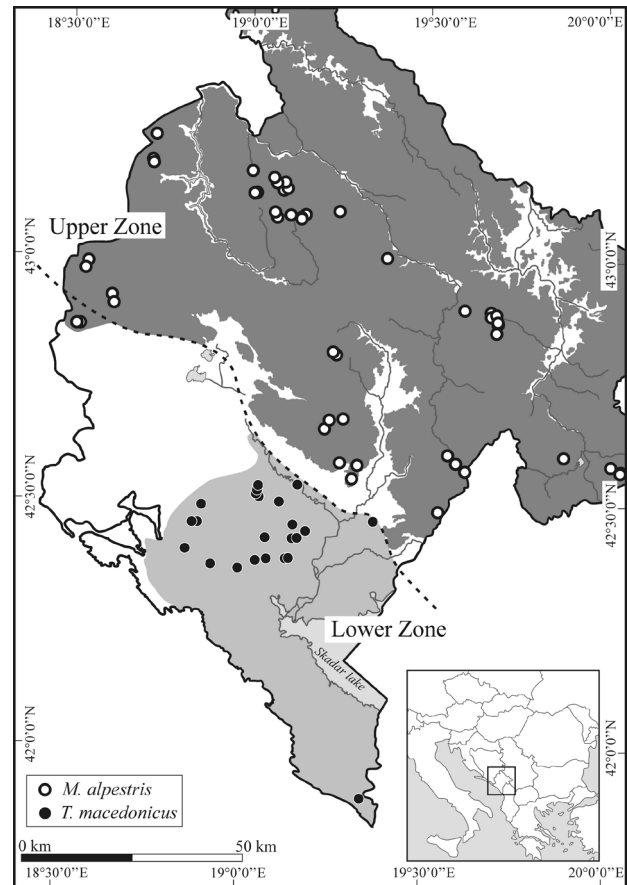 18°30'0''E 19°0'0''E 19°30'0''E 20°0'0''E
Upper Zone
43°0'0''N
43°0'0''N
42°30'0''N
42°30'0''N
Lower Zone
Skadar lake
42°0'0''N
42°0'0''N
M. alpestris
T. macedonicus
0 km 50 km
18°30'0''E 19°0'0''E 19°30'0''E 20°0'0''E